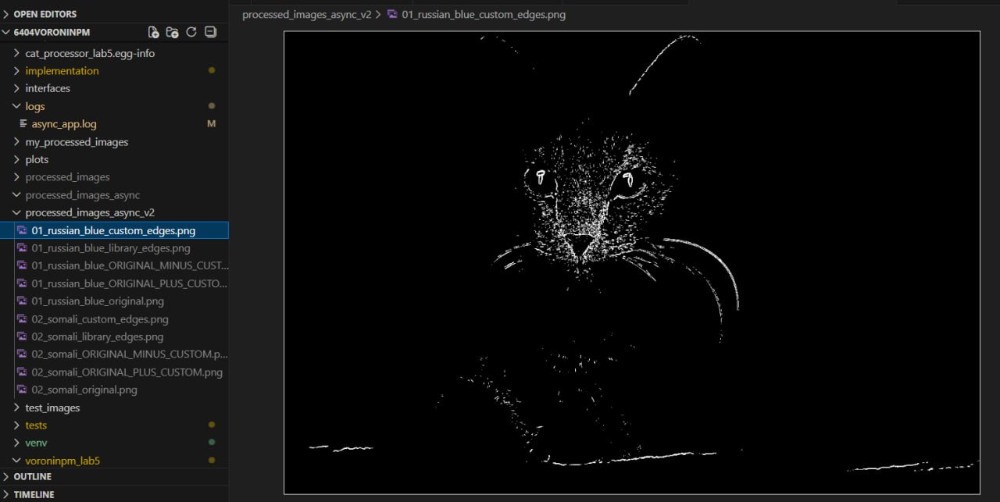 OPEN EDITORS
6404VORONINPM
cat_processor_lab5.egg-info
implementation
interfaces
logs
async_app.log M
my_processed_images
plots
processed_images
processed_images_async
processed_images_async_v2
01_russian_blue_custom_edges.png
01_russian_blue_library_edges.png
01_russian_blue_ORIGINAL_MINUS_CUST...
01_russian_blue_ORIGINAL_PLUS_CUSTO...
01_russian_blue_original.png
02_somali_custom_edges.png
02_somali_library_edges.png
02_somali_ORIGINAL_MINUS_CUSTOM.p...
02_somali_ORIGINAL_PLUS_CUSTOM.png
02_somali_original.png
test_images
tests
venv
voroninpm_lab5
OUTLINE
TIMELINE
processed_images_async_v2 > 01_russian_blue_custom_edges.png